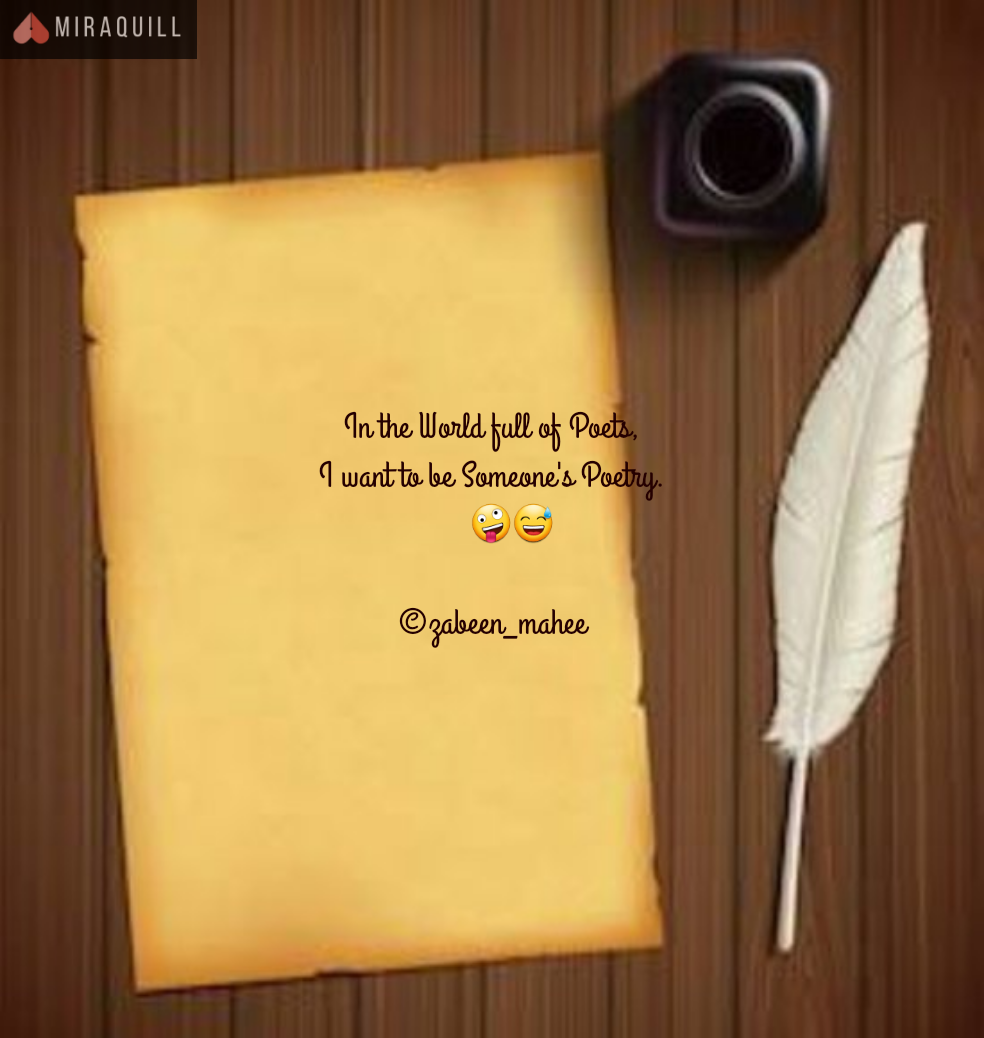 MIRAQUILL
In the World full of Poets,
I want to be Someone's Poetry.
🤪😅
©zabeen_mahee